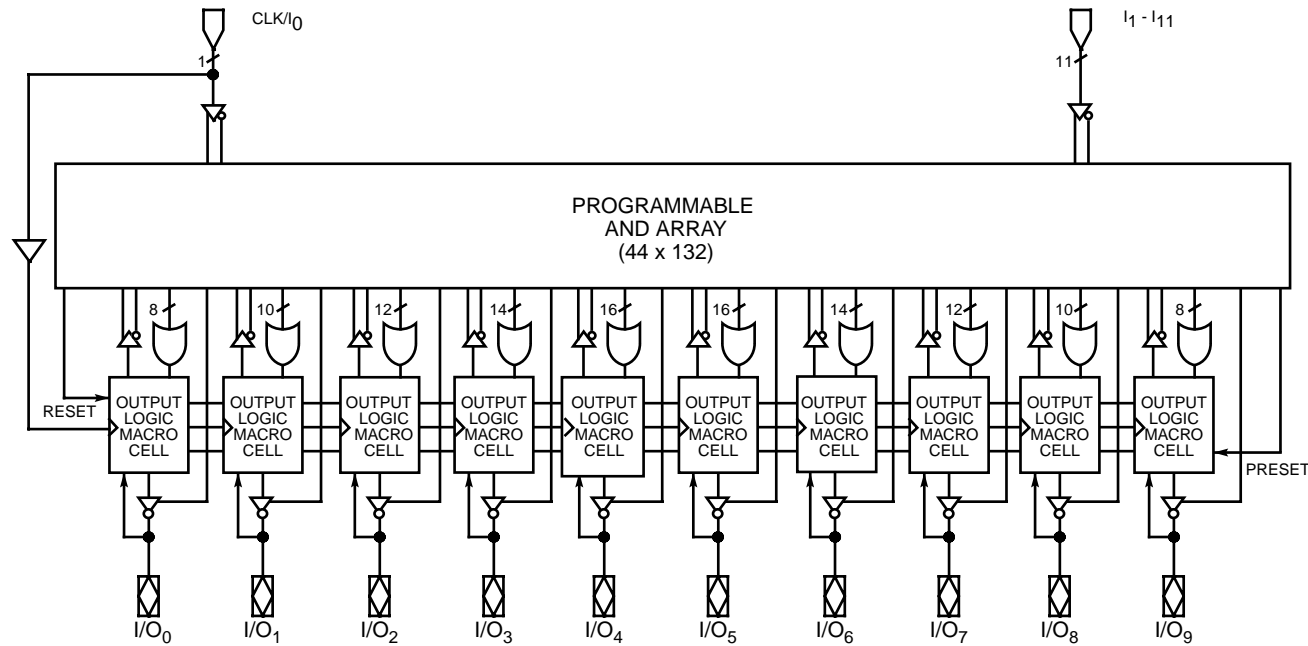 CLK/I0
I1 - I11
1
11
PROGRAMMABLE
AND ARRAY
(44 x 132)
8
10
12
14
16
16
14
12
10
8
RESET
OUTPUT
LOGIC
MACRO
CELL
OUTPUT
LOGIC
MACRO
CELL
OUTPUT
LOGIC
MACRO
CELL
OUTPUT
LOGIC
MACRO
CELL
OUTPUT
LOGIC
MACRO
CELL
OUTPUT
LOGIC
MACRO
CELL
OUTPUT
LOGIC
MACRO
CELL
OUTPUT
LOGIC
MACRO
CELL
OUTPUT
LOGIC
MACRO
CELL
OUTPUT
LOGIC
MACRO
CELL
PRESET
I/O0
I/O1
I/O2
I/O3
I/O4
I/O5
I/O6
I/O7
I/O8
I/O9